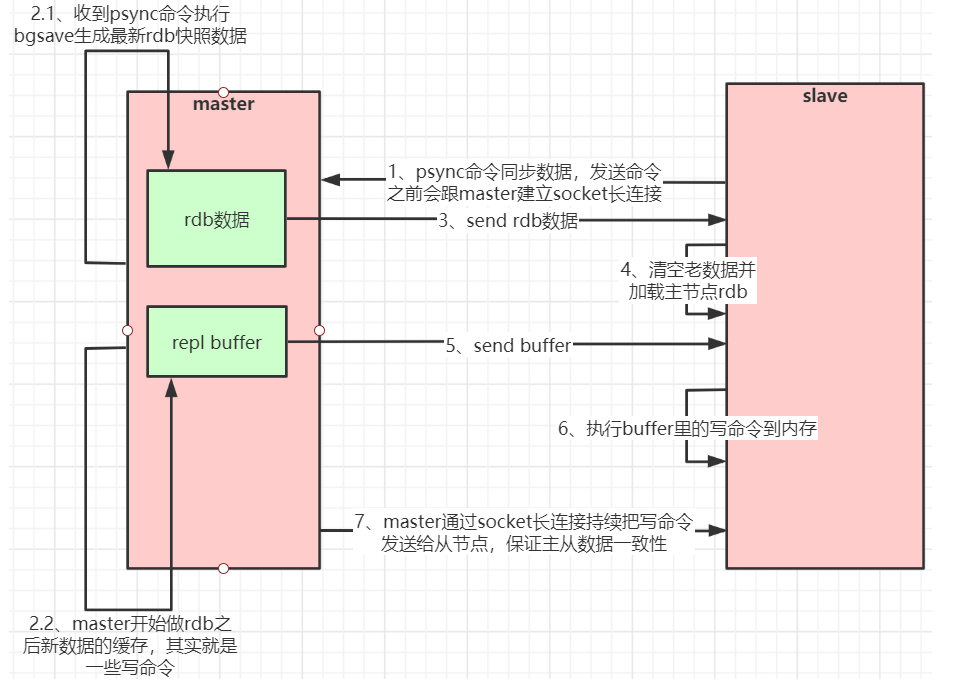 2.1、收到psync命令执行
bgsave生成最新rdb快照数据
master
slave
1、psync命令同步数据，发送命令
之前会跟master建立socket长连接
rdb数据
3、send rdb数据
4、清空老数据并
加载主节点rdb
repl buffer
5、send buffer
6、执行buffer里的写命令到内存
7、master通过socket长连接持续把写命令
发送给从节点，保证主从数据一致性
2.2、master开始做rdb之
后新数据的缓存，其实就是
一些写命令